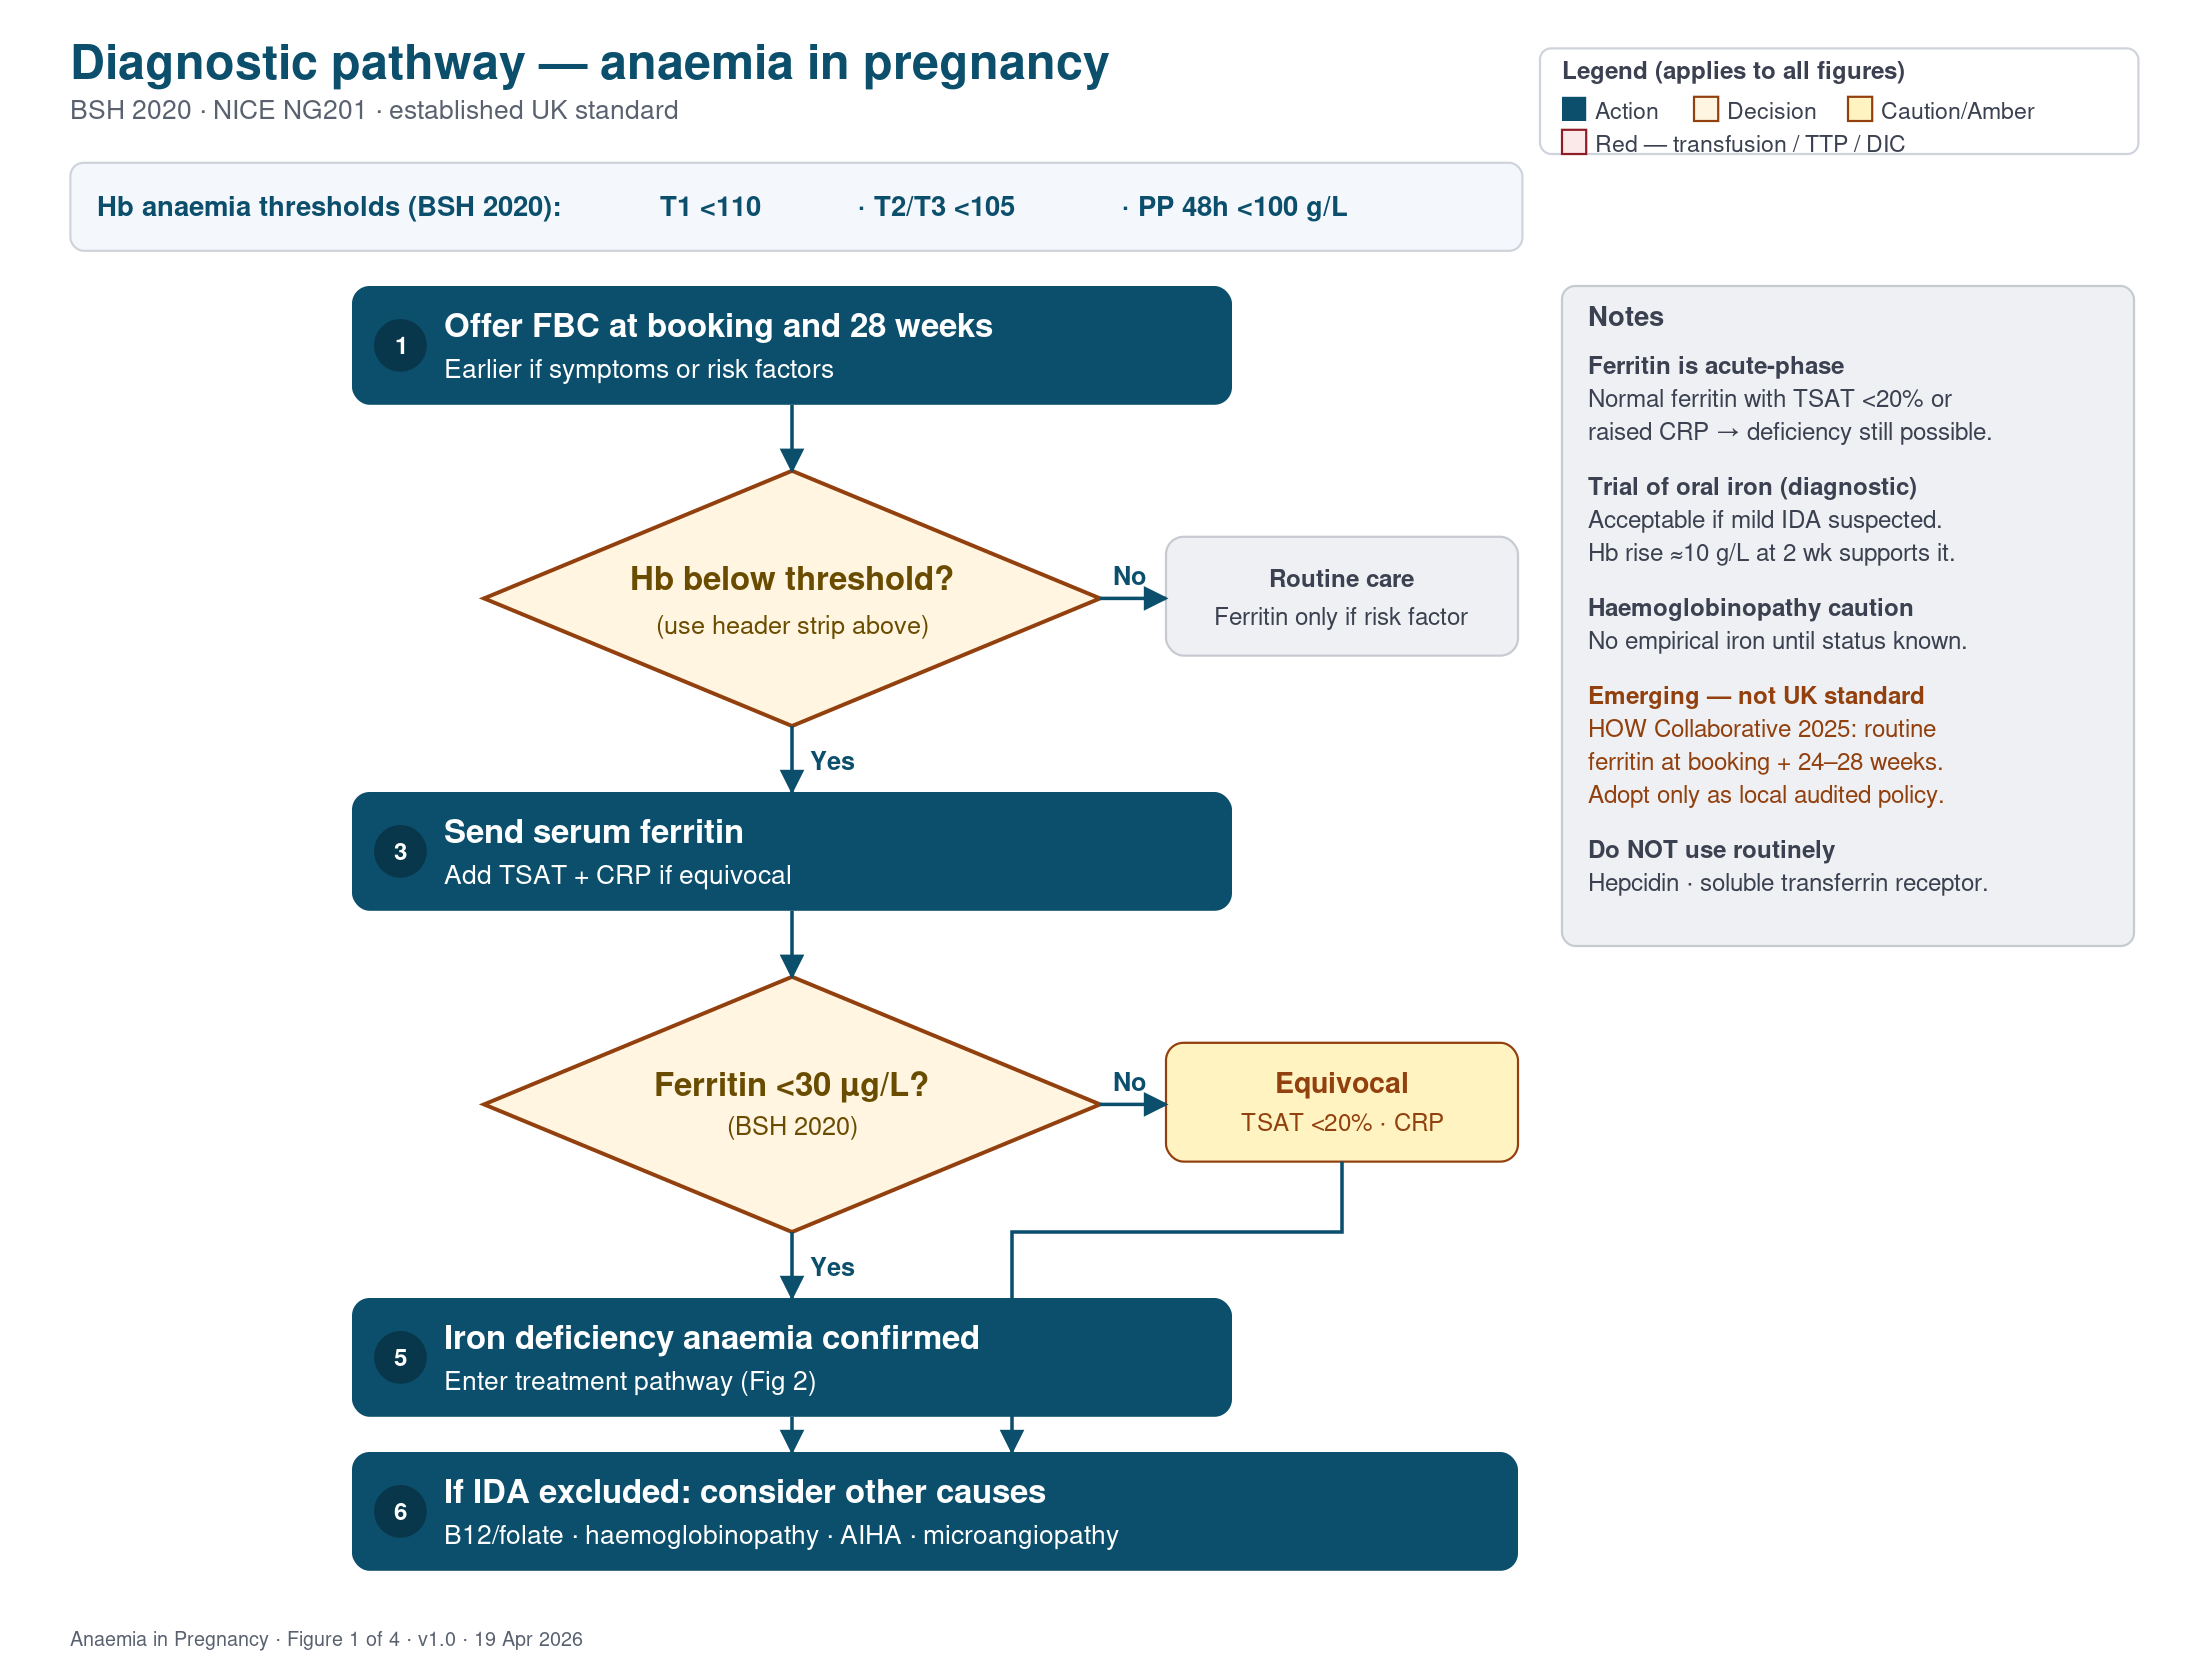 Diagnostic pathway — anaemia in pregnancy
BSH 2020 · NICE NG201 · established UK standard
Legend (applies to all figures)
Action Decision Caution/Amber
Red — transfusion / TTP / DIC
Hb anaemia thresholds (BSH 2020): T1 <110 · T2/T3 <105 · PP 48h <100 g/L
1
Offer FBC at booking and 28 weeks
Earlier if symptoms or risk factors
Hb below threshold?
(use header strip above)
No
Routine care
Ferritin only if risk factor
Yes
3
Send serum ferritin
Add TSAT + CRP if equivocal
Ferritin <30 µg/L?
(BSH 2020)
No
Equivocal
TSAT <20% · CRP
Yes
5
Iron deficiency anaemia confirmed
Enter treatment pathway (Fig 2)
6
If IDA excluded: consider other causes
B12/folate · haemoglobinopathy · AIHA · microangiopathy
Notes
Ferritin is acute-phase
Normal ferritin with TSAT <20% or
raised CRP → deficiency still possible.
Trial of oral iron (diagnostic)
Acceptable if mild IDA suspected.
Hb rise ≈10 g/L at 2 wk supports it.
Haemoglobinopathy caution
No empirical iron until status known.
Emerging — not UK standard
HOW Collaborative 2025: routine
ferritin at booking + 24–28 weeks.
Adopt only as local audited policy.
Do NOT use routinely
Hepcidin · soluble transferrin receptor.
Anaemia in Pregnancy · Figure 1 of 4 · v1.0 · 19 Apr 2026